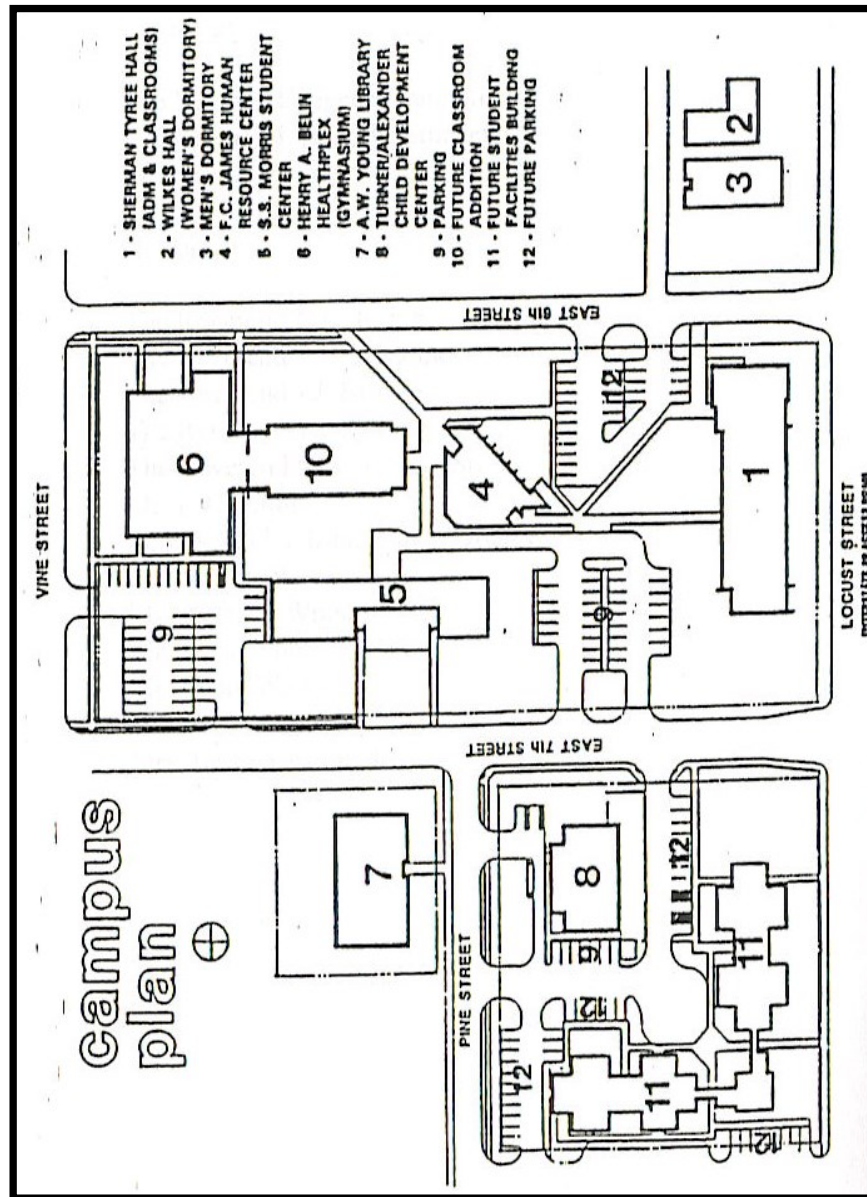 campus
plan
1 - SHERMAN TYREE HALL
(ADM & CLASSROOMS)
2 - WILKES HALL
(WOMEN'S DORMITORY)
3 - MEN'S DORMITORY
4 - F.C. JAMES HUMAN
RESOURCE CENTER
5 - S.S. MORRIS STUDENT
CENTER
6 - HENRY A. BELIN
HEALTHPLEX
(GYMNASIUM)
7 - A.W. YOUNG LIBRARY
8 - TURNER/ALEXANDER
CHILD DEVELOPMENT
CENTER
9 - PARKING
10 - FUTURE CLASSROOM
ADDITION
11 - FUTURE STUDENT
FACILITIES BUILDING
12 - FUTURE PARKING
VINE STREET
6
10
9
5
4
EAST 6th STREET
12
9
1
3
2
LOCUST STREET
EAST 7th STREET
7
PINE STREET
8
9
12
12
12
11
11
12